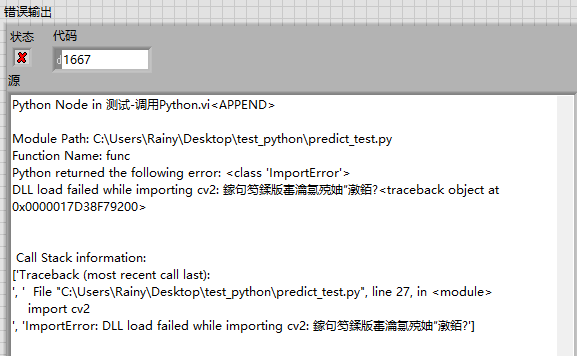 错误输出
状态 代码
1667
源
Python Node in 测试-调用Python.vi<APPEND>
Module Path: C:\Users\Rainy\Desktop\test_python\predict_test.py
Function Name: func
Python returned the following error: <class 'ImportError'>
DLL load failed while importing cv2: 鎵句笉鍒版寚瀹氱殑妯″潡銆?<traceback object at
0x0000017D38F79200>
Call Stack information:
['Traceback (most recent call last):
', '  File "C:\Users\Rainy\Desktop\test_python\predict_test.py", line 27, in <module>
import cv2
', 'ImportError: DLL load failed while importing cv2: 鎵句笉鍒版寚瀹氱殑妯″潡銆?']